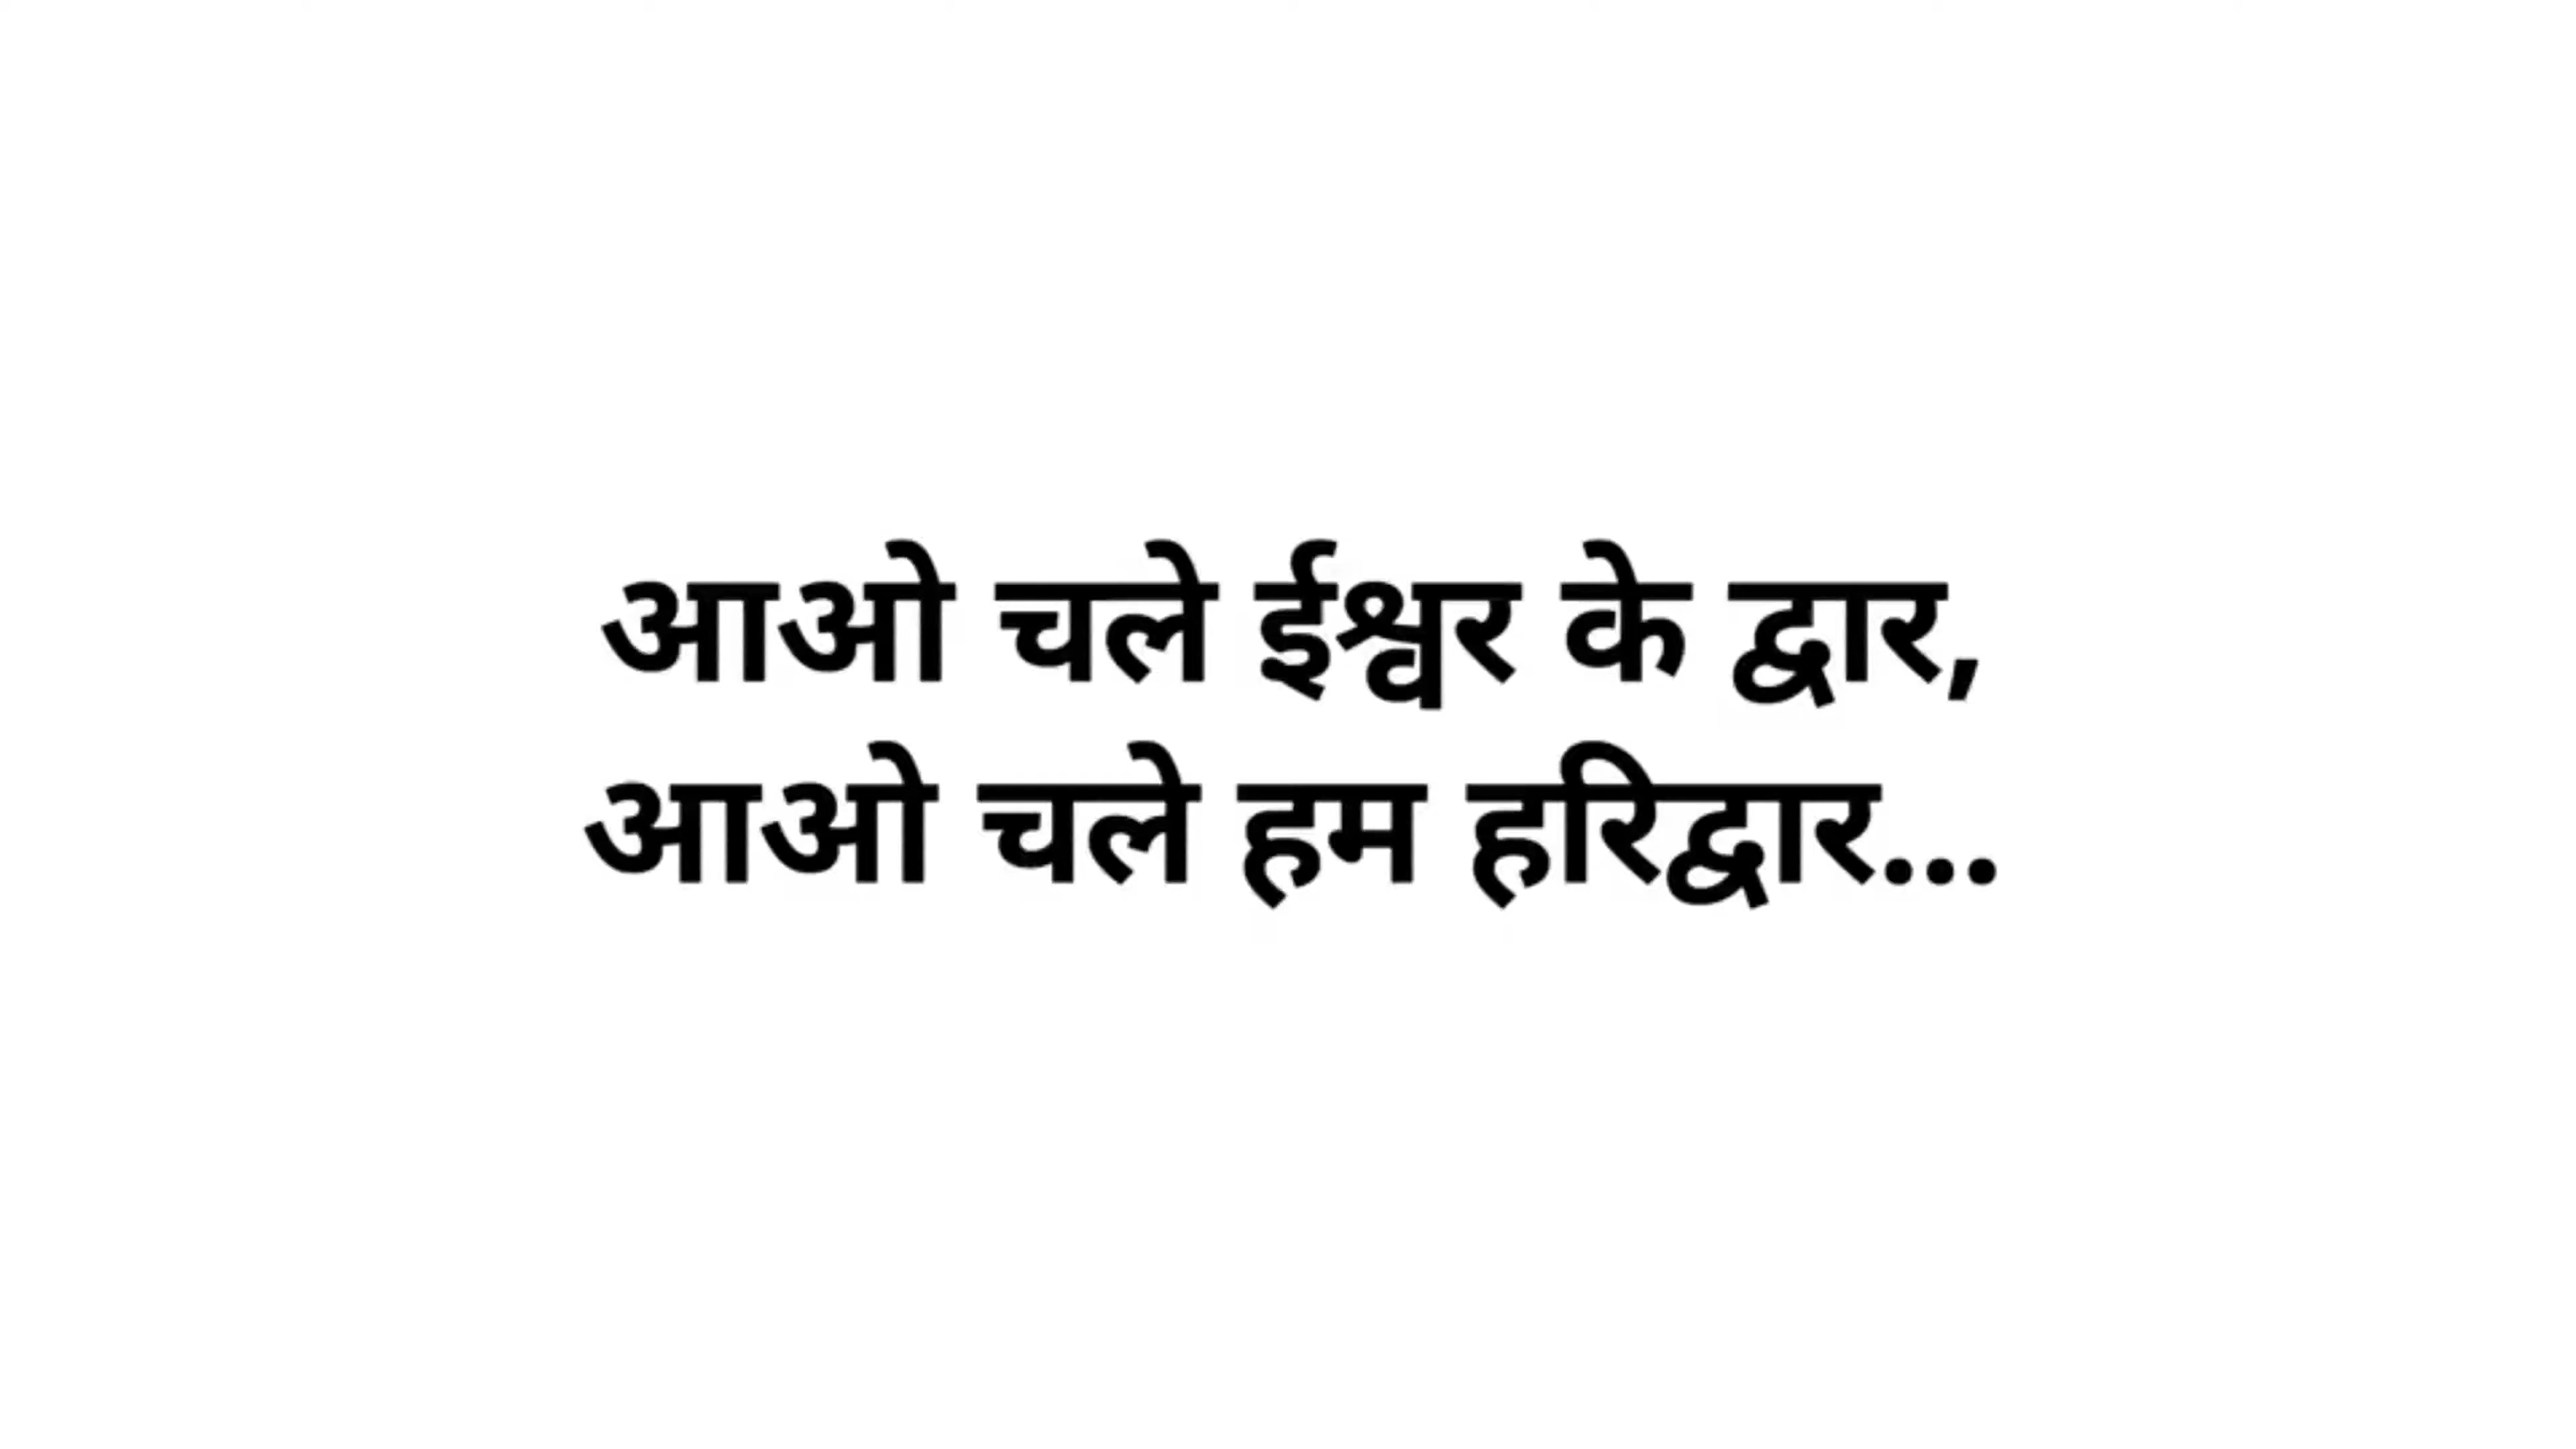 आओ चले ईश्वर के द्वार,
आओ चले हम हरिद्वार...